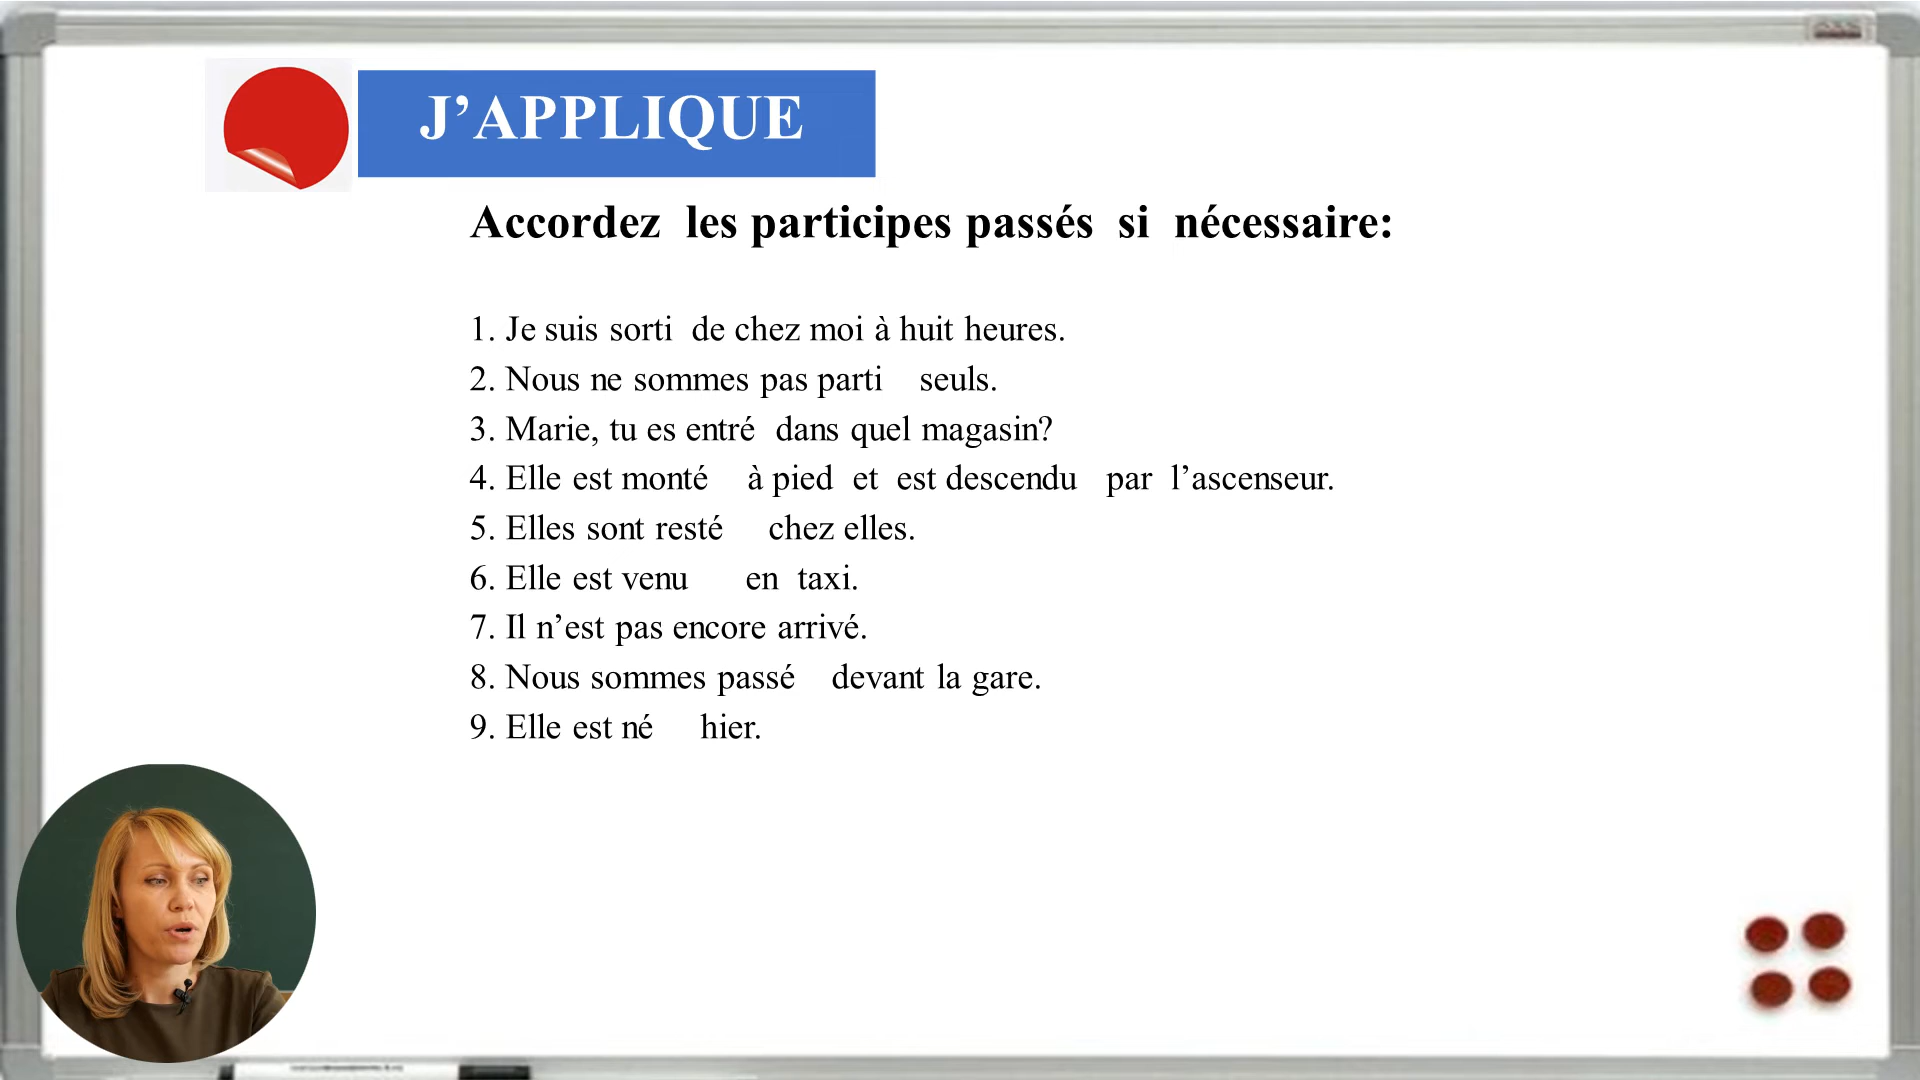 J’APPLIQUE
Accordez les participes passés si nécessaire:
1. Je suis sorti de chez moi à huit heures.
2. Nous ne sommes pas parti seuls.
3. Marie, tu es entré dans quel magasin?
4. Elle est monté à pied et est descendu par l’ascenseur.
5. Elles sont resté chez elles.
6. Elle est venu en taxi.
7. Il n’est pas encore arrivé.
8. Nous sommes passé devant la gare.
9. Elle est né hier.